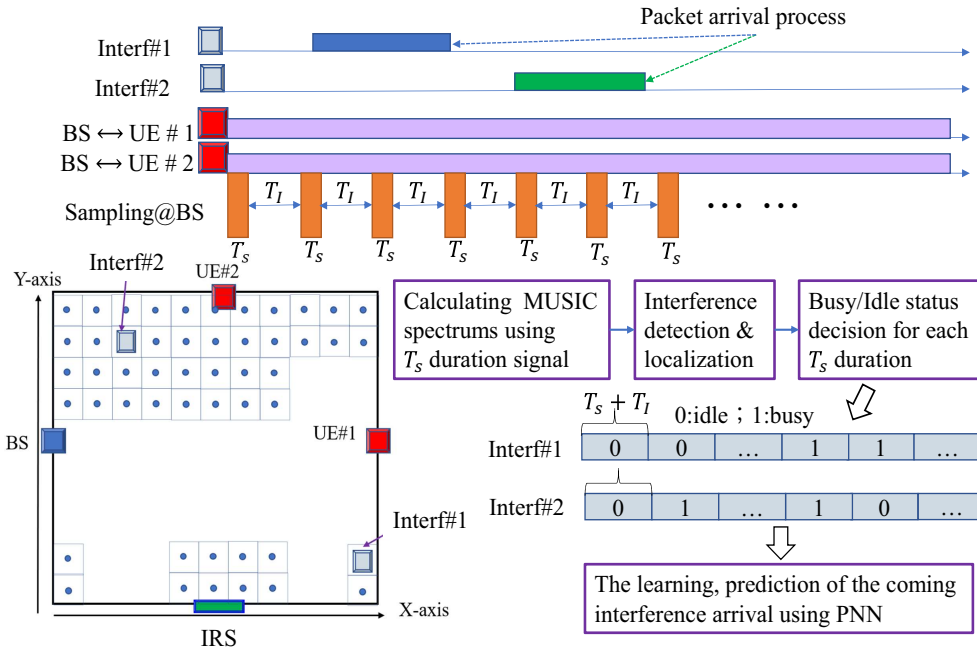 Packet arrival process
Interf#1
Interf#2
BS ↔ UE # 1
BS ↔ UE # 2
T_I T_I T_I T_I T_I T_I
Sampling@BS
... ...
T_s T_s T_s T_s T_s T_s T_s
Interf#2
Y-axis
UE#2
BS
UE#1
Interf#1
X-axis
IRS
Calculating MUSIC
spectrums using
T_s duration signal
Interference
detection &
localization
Busy/Idle status
decision for each
T_s duration
T_s + T_I
0:idle；1:busy
Interf#1 0 0 ... 1 1 ...
Interf#2 0 1 ... 1 0 ...
The learning, prediction of the coming
interference arrival using PNN